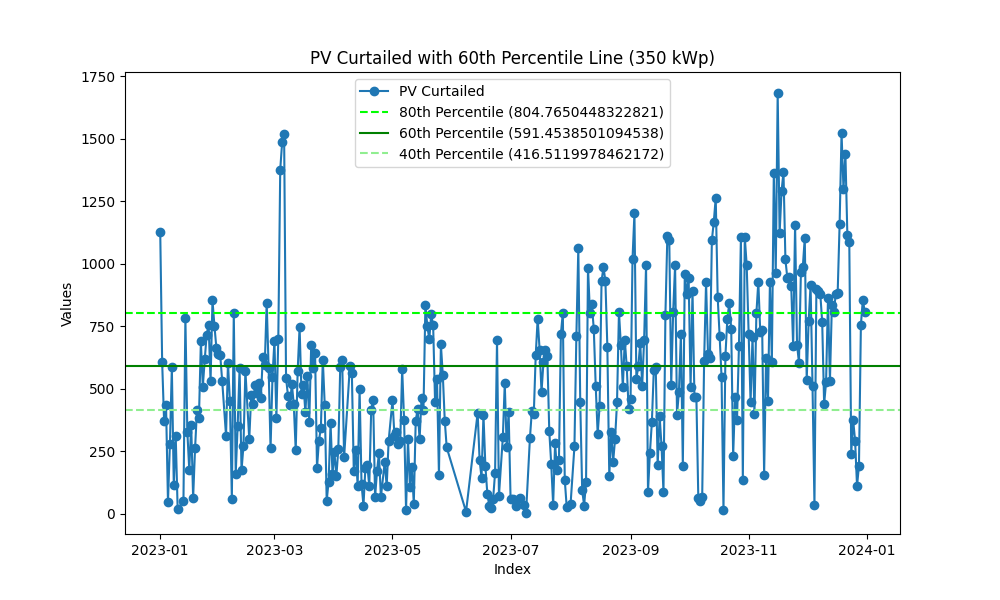 PV Curtailed with 60th Percentile Line (350 kWp)
PV Curtailed
80th Percentile (804.7650448322821)
60th Percentile (591.4538501094538)
40th Percentile (416.5119978462172)
Values
1750
1500
1250
1000
750
500
250
0
2023-01 2023-03 2023-05 2023-07 2023-09 2023-11 2024-01
Index